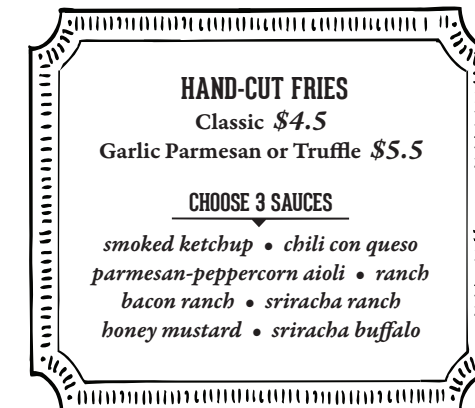 HAND-CUT FRIES
Classic $4.5
Garlic Parmesan or Truffle $5.5
CHOOSE 3 SAUCES
smoked ketchup • chili con queso
parmesan-peppercorn aioli • ranch
bacon ranch • sriracha ranch
honey mustard • sriracha buffalo